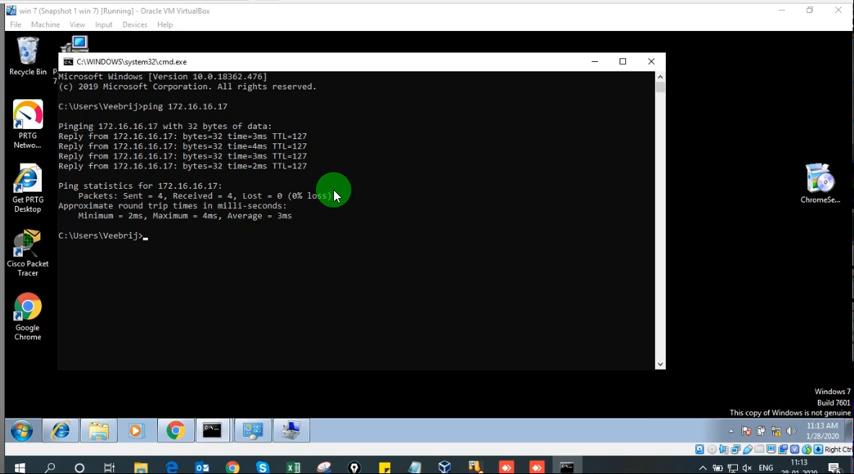 win 7 (Snapshot 1 win 7) [Running] - Oracle VM VirtualBox
File Machine View Input Devices Help
C:\WINDOWS\system32\cmd.exe
Microsoft Windows [Version 10.0.18362.476]
(c) 2019 Microsoft Corporation. All rights reserved.
C:\Users\Veebrij>ping 172.16.16.17
Pinging 172.16.16.17 with 32 bytes of data:
Reply from 172.16.16.17: bytes=32 time=3ms TTL=127
Reply from 172.16.16.17: bytes=32 time=4ms TTL=127
Reply from 172.16.16.17: bytes=32 time=3ms TTL=127
Reply from 172.16.16.17: bytes=32 time=2ms TTL=127
Ping statistics for 172.16.16.17:
Packets: Sent = 4, Received = 4, Lost = 0 (0% loss)
Approximate round trip times in milli-seconds:
Minimum = 2ms, Maximum = 4ms, Average = 3ms
C:\Users\Veebrij>
Recycle Bin
PRTG
Netwo...
Get PRTG
Desktop
Cisco Packet
Tracer
Google
Chrome
ChromeSe...
Windows 7
Build 7601
This copy of Windows is not genuine
11:13 AM
1/28/2020
Right Ctrl
ENG
11:13
28-01-2020